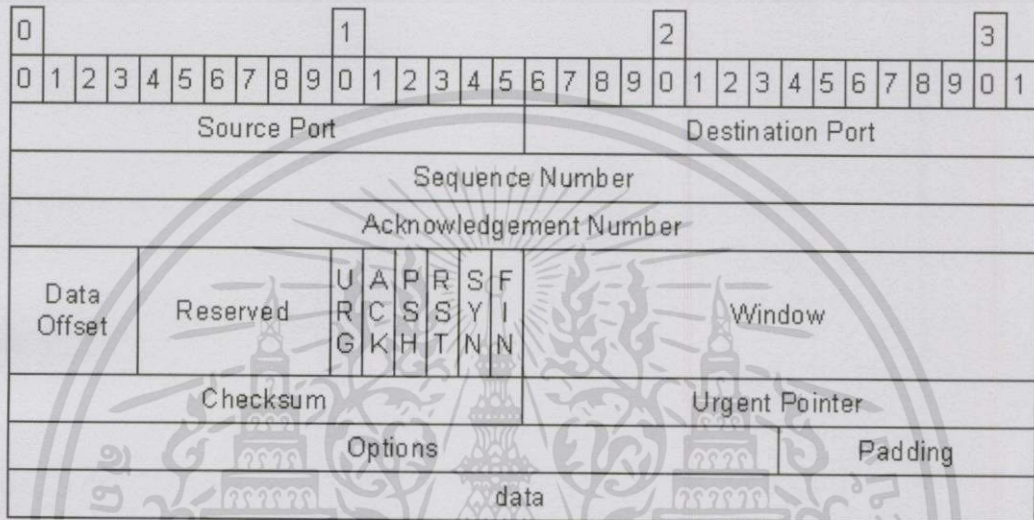 0 1 2 3
0 1 2 3 4 5 6 7 8 9 0 1 2 3 4 5 6 7 8 9 0 1 2 3 4 5 6 7 8 9 0 1
Source Port Destination Port
Sequence Number
Acknowledgement Number
Data Offset Reserved URG ACK PSH RST SYN FIN Window
Checksum Urgent Pointer
Options Padding
data